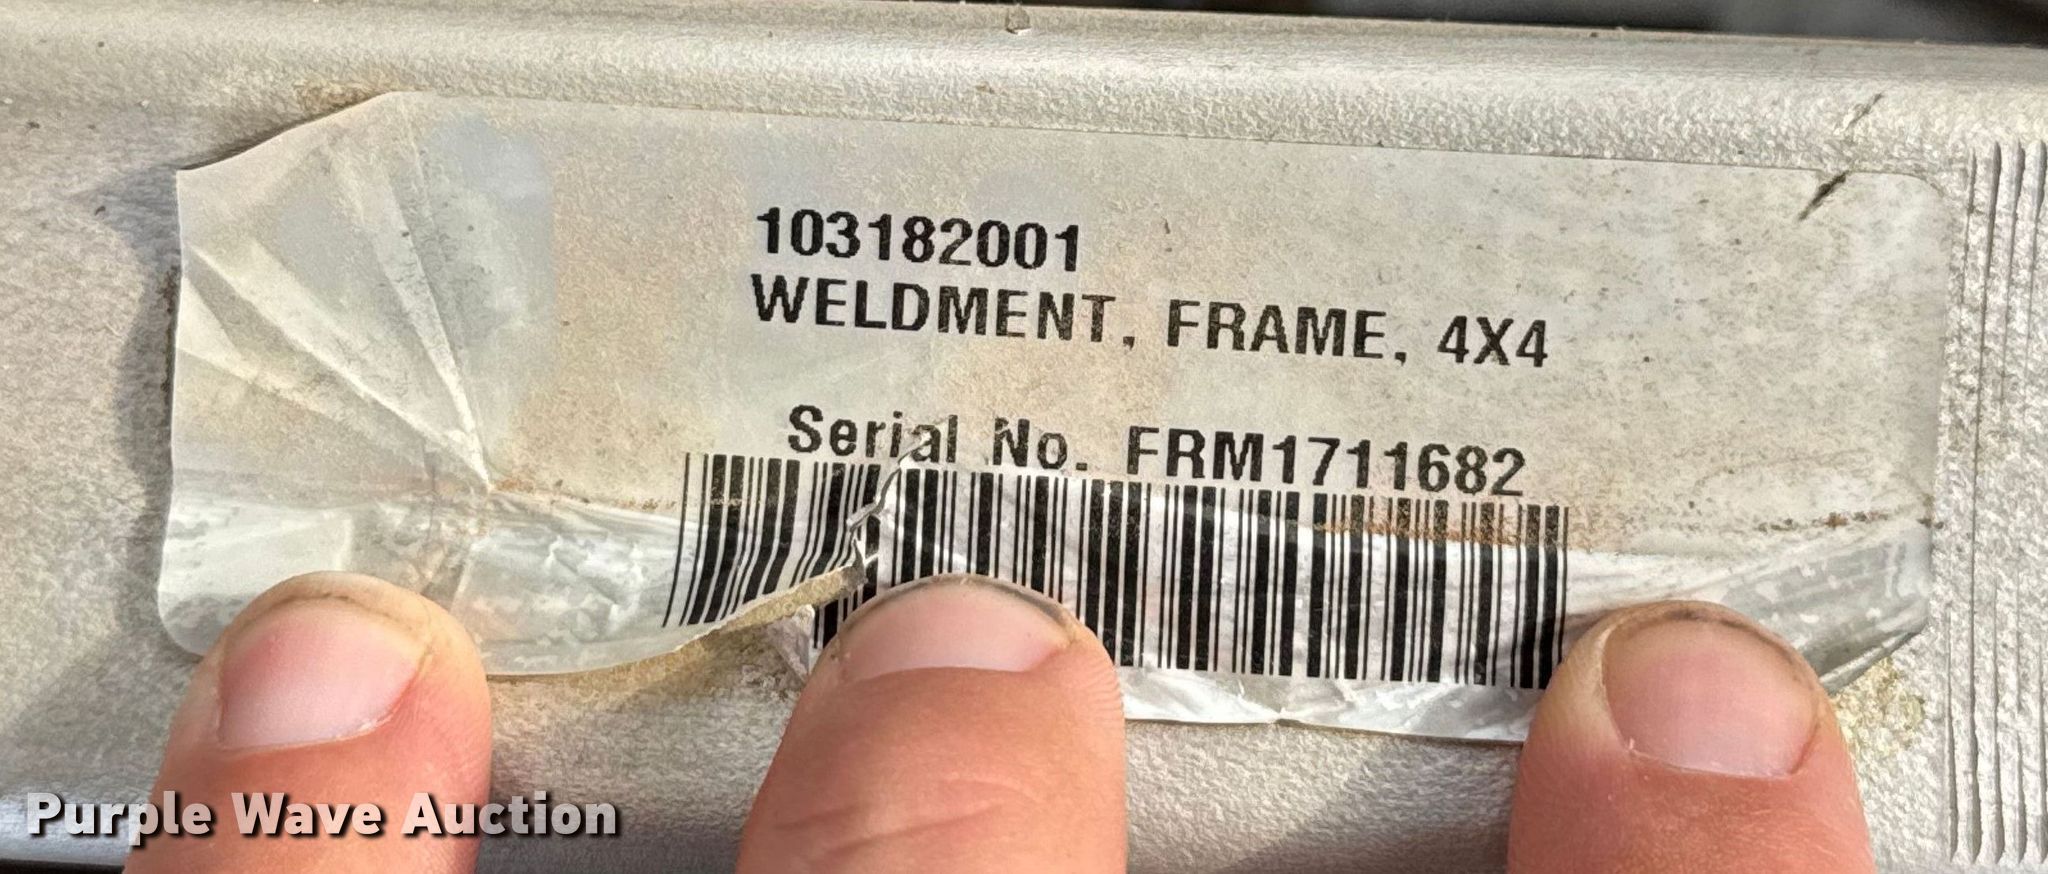 103182001
WELDMENT, FRAME, 4X4
Serial No. FRM1711682
Purple Wave Auction